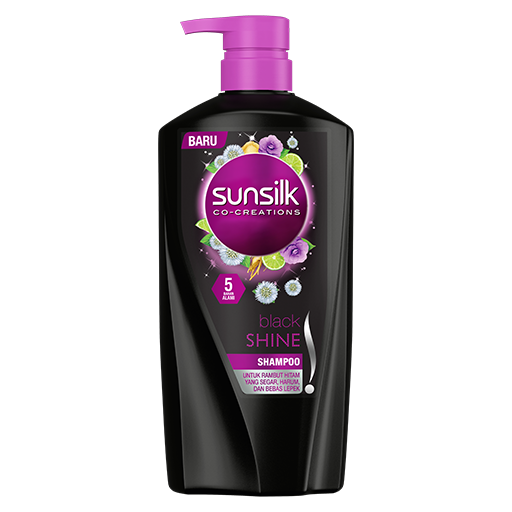 BARU
sunsilk
CO-CREATIONS
5
BAHAN
ALAMI
black
SHINE
SHAMPOO
UNTUK RAMBUT HITAM
YANG SEGAR, HARUM,
DAN BEBAS LEPEK